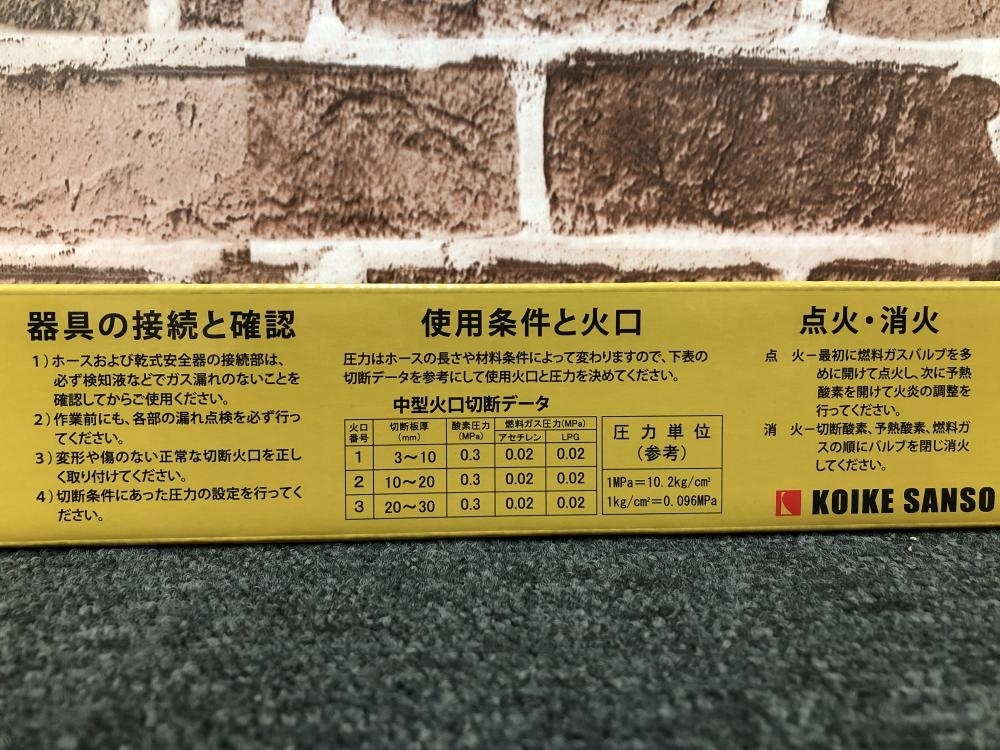 器具の接続と確認
1）ホースおよび乾式安全器の接続部は、
必ず検知液などでガス漏れのないことを
確認してからご使用ください。
2）作業前にも、各部の漏れ点検を必ず行っ
てください。
3）変形や傷のない正常な切断火口を正し
く取り付けてください。
4）切断条件にあった圧力の設定を行ってく
ださい。
使用条件と火口
圧力はホースの長さや材料条件によって変わりますので、下表の
切断データを参考にして使用火口と圧力を決めてください。
中型火口切断データ
火口番号 切断板厚(mm) 酸素圧力(MPa) 燃料ガス圧力(MPa)
アセチレン LPG
1 3～10 0.3 0.02 0.02
2 10～20 0.3 0.02 0.02
3 20～30 0.3 0.02 0.02
圧力単位
（参考）
1MPa＝10.2kg/c㎡
1kg/c㎡＝0.096MPa
点火・消火
点 火－最初に燃料ガスバルブを多
めに開けて点火し、次に予熱
酸素を開けて火炎の調整を
行ってください。
消 火－切断酸素、予熱酸素、燃料ガ
スの順にバルブを閉じ消火
してください。
KOIKE SANSO